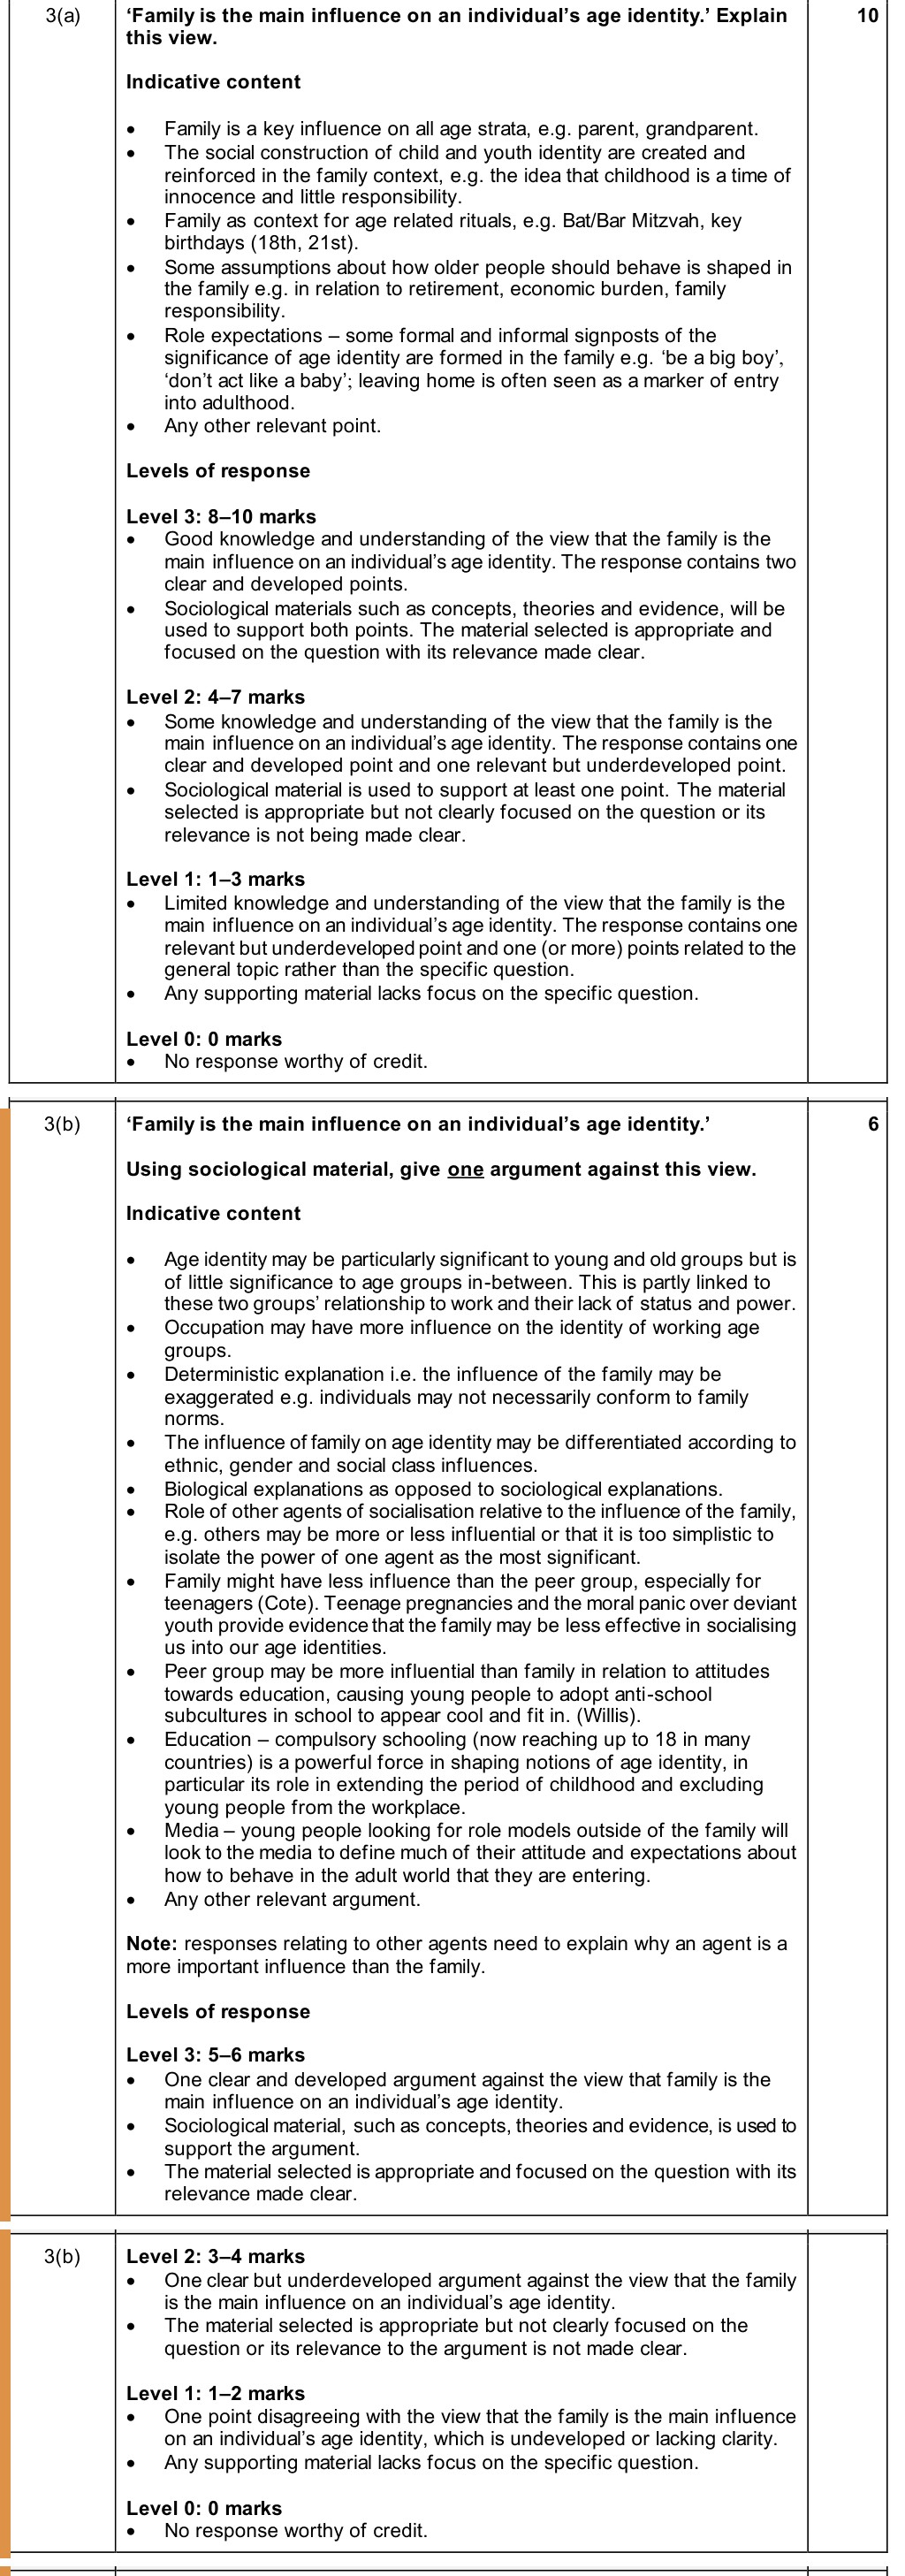 3(a) ‘Family is the main influence on an individual’s age identity.’ Explain 10
this view.
Indicative content
• Family is a key influence on all age strata, e.g. parent, grandparent.
• The social construction of child and youth identity are created and
reinforced in the family context, e.g. the idea that childhood is a time of
innocence and little responsibility.
• Family as context for age related rituals, e.g. Bat/Bar Mitzvah, key
birthdays (18th, 21st).
• Some assumptions about how older people should behave is shaped in
the family e.g. in relation to retirement, economic burden, family
responsibility.
• Role expectations – some formal and informal signposts of the
significance of age identity are formed in the family e.g. ‘be a big boy’,
‘don’t act like a baby’; leaving home is often seen as a marker of entry
into adulthood.
• Any other relevant point.
Levels of response
Level 3: 8–10 marks
• Good knowledge and understanding of the view that the family is the
main influence on an individual’s age identity. The response contains two
clear and developed points.
• Sociological materials such as concepts, theories and evidence, will be
used to support both points. The material selected is appropriate and
focused on the question with its relevance made clear.
Level 2: 4–7 marks
• Some knowledge and understanding of the view that the family is the
main influence on an individual’s age identity. The response contains one
clear and developed point and one relevant but underdeveloped point.
• Sociological material is used to support at least one point. The material
selected is appropriate but not clearly focused on the question or its
relevance is not being made clear.
Level 1: 1–3 marks
• Limited knowledge and understanding of the view that the family is the
main influence on an individual’s age identity. The response contains one
relevant but underdeveloped point and one (or more) points related to the
general topic rather than the specific question.
• Any supporting material lacks focus on the specific question.
Level 0: 0 marks
• No response worthy of credit.
3(b) ‘Family is the main influence on an individual’s age identity.’ 6
Using sociological material, give one argument against this view.
Indicative content
• Age identity may be particularly significant to young and old groups but is
of little significance to age groups in-between. This is partly linked to
these two groups’ relationship to work and their lack of status and power.
• Occupation may have more influence on the identity of working age
groups.
• Deterministic explanation i.e. the influence of the family may be
exaggerated e.g. individuals may not necessarily conform to family
norms.
• The influence of family on age identity may be differentiated according to
ethnic, gender and social class influences.
• Biological explanations as opposed to sociological explanations.
• Role of other agents of socialisation relative to the influence of the family,
e.g. others may be more or less influential or that it is too simplistic to
isolate the power of one agent as the most significant.
• Family might have less influence than the peer group, especially for
teenagers (Cote). Teenage pregnancies and the moral panic over deviant
youth provide evidence that the family may be less effective in socialising
us into our age identities.
• Peer group may be more influential than family in relation to attitudes
towards education, causing young people to adopt anti-school
subcultures in school to appear cool and fit in. (Willis).
• Education – compulsory schooling (now reaching up to 18 in many
countries) is a powerful force in shaping notions of age identity, in
particular its role in extending the period of childhood and excluding
young people from the workplace.
• Media – young people looking for role models outside of the family will
look to the media to define much of their attitude and expectations about
how to behave in the adult world that they are entering.
• Any other relevant argument.
Note: responses relating to other agents need to explain why an agent is a
more important influence than the family.
Levels of response
Level 3: 5–6 marks
• One clear and developed argument against the view that family is the
main influence on an individual’s age identity.
• Sociological material, such as concepts, theories and evidence, is used to
support the argument.
• The material selected is appropriate and focused on the question with its
relevance made clear.
3(b) Level 2: 3–4 marks
• One clear but underdeveloped argument against the view that the family
is the main influence on an individual’s age identity.
• The material selected is appropriate but not clearly focused on the
question or its relevance to the argument is not made clear.
Level 1: 1–2 marks
• One point disagreeing with the view that the family is the main influence
on an individual’s age identity, which is undeveloped or lacking clarity.
• Any supporting material lacks focus on the specific question.
Level 0: 0 marks
• No response worthy of credit.